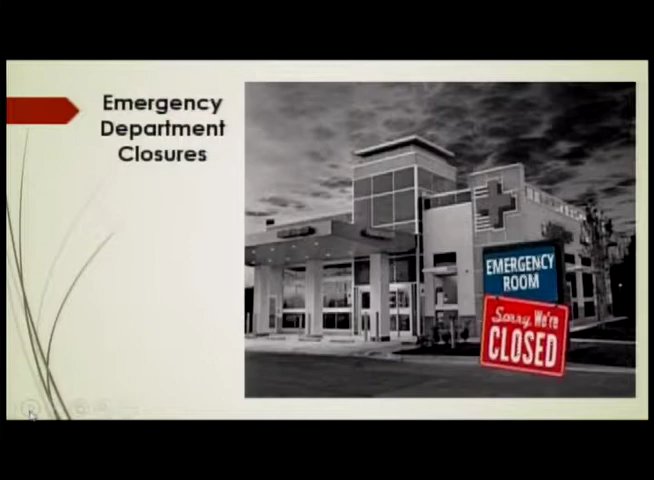 Emergency
Department
Closures
EMERGENCY
ROOM
Sorry, We're
CLOSED